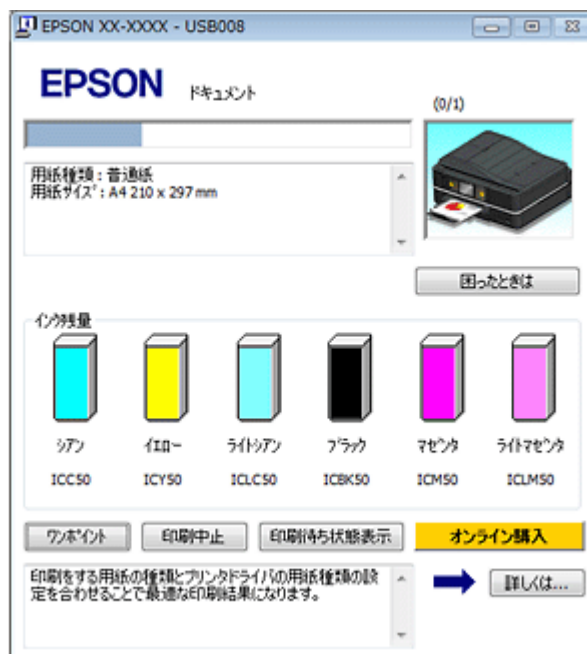 EPSON XX-XXXX - USB008
EPSON ドキュメント
(0/1)
用紙種類 : 普通紙
用紙サイズ : A4 210 x 297 mm
困ったときは
インク残量
シアン イエロー ライトシアン ブラック マゼンタ ライトマゼンタ
ICC50 ICY50 ICLC50 ICBK50 ICM50 ICLM50
ワンポイント 印刷中止 印刷待ち状態表示 オンライン購入
印刷をする用紙の種類とプリンタドライバの用紙種類の設
定を合わせることで最適な印刷結果になります。
詳しくは...